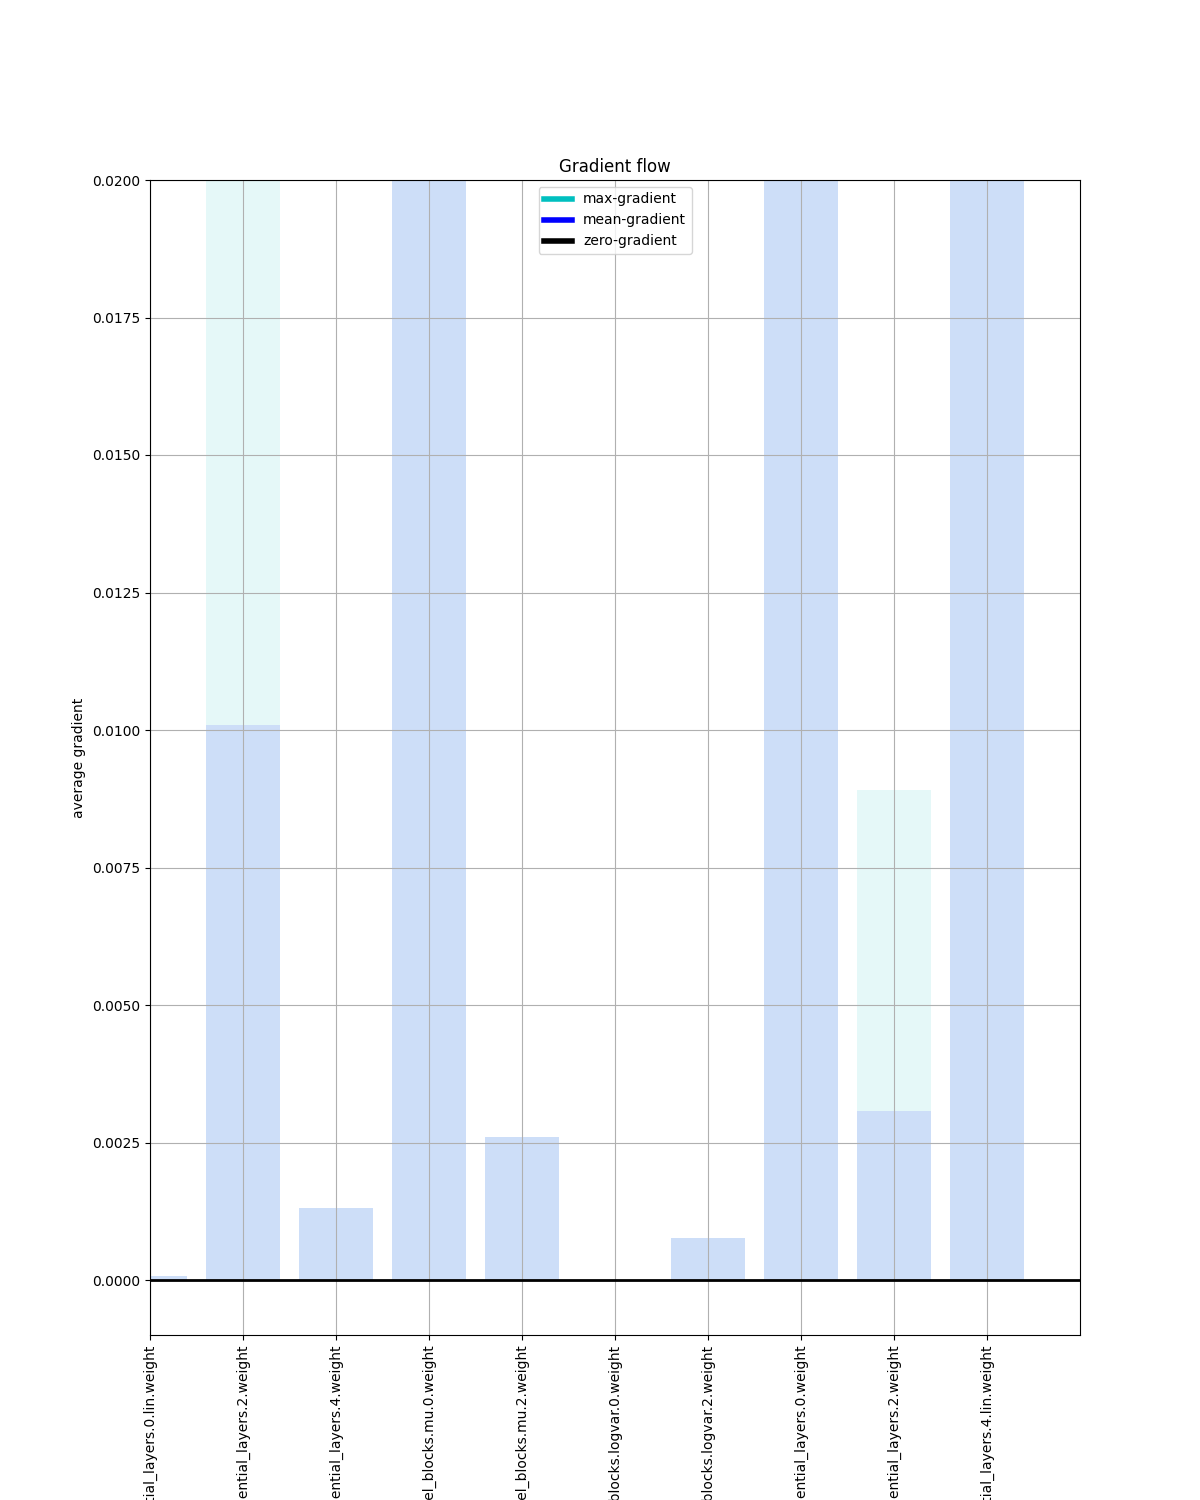 Gradient flow
max-gradient
mean-gradient
zero-gradient
0.0200
0.0175
0.0150
0.0125
0.0100
0.0075
0.0050
0.0025
0.0000
average gradient
tial_layers.0.lin.weight
ential_layers.2.weight
ential_layers.4.weight
el_blocks.mu.0.weight
el_blocks.mu.2.weight
blocks.logvar.0.weight
blocks.logvar.2.weight
ential_layers.0.weight
ential_layers.2.weight
tial_layers.4.lin.weight